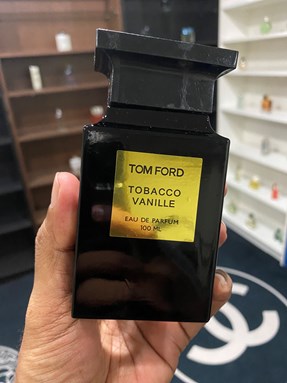 TOM FORD
TOBACCO
VANILLE
EAU DE PARFUM
100 ML